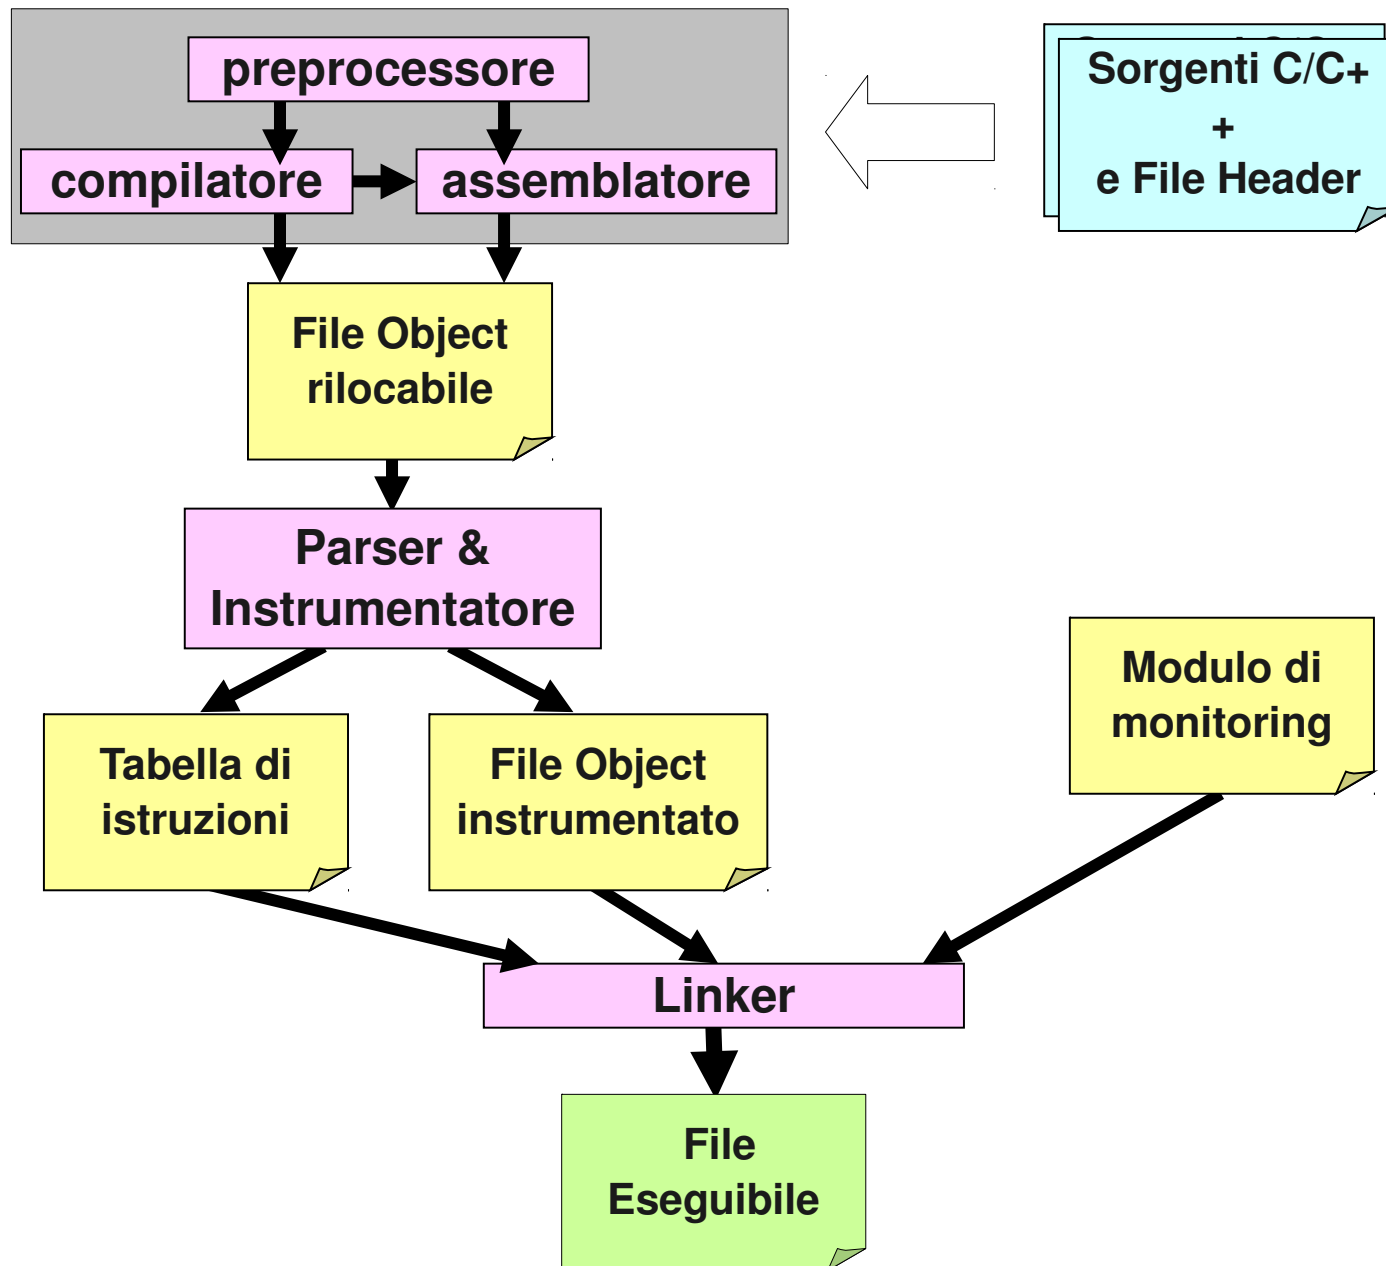 preprocessore
Sorgenti C/C+
+
e File Header
compilatore
assemblatore
File Object
rilocabile
Parser &
Instrumentatore
Modulo di
monitoring
Tabella di
istruzioni
File Object
instrumentato
Linker
File
Eseguibile